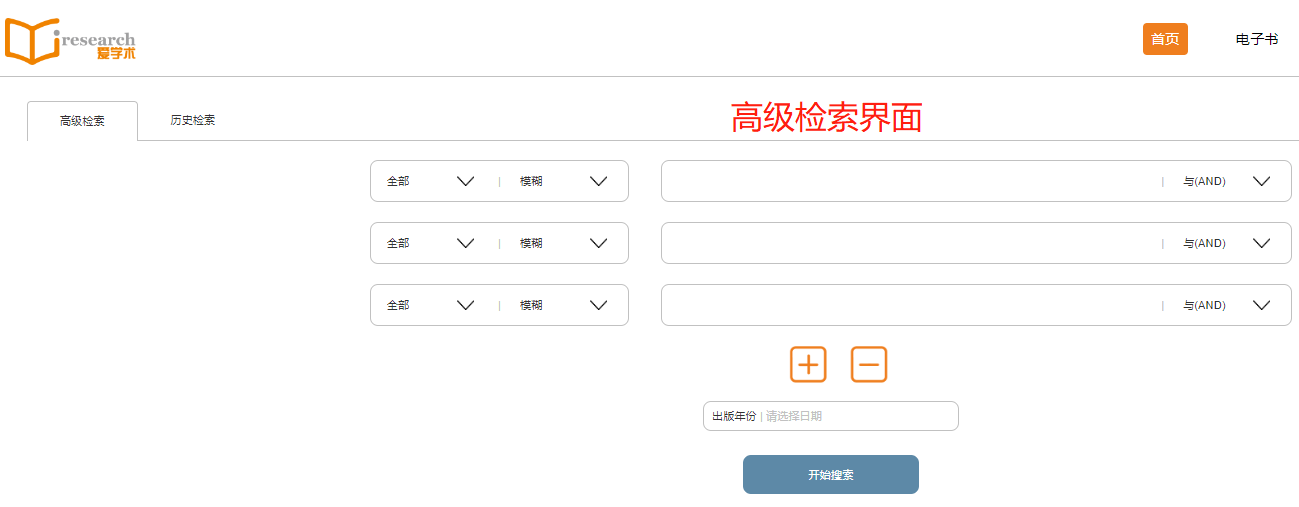 iresearch
爱学术
首页 电子书
高级检索 历史检索 高级检索界面
全部 | 模糊 | 与(AND)
全部 | 模糊 | 与(AND)
全部 | 模糊 | 与(AND)
出版年份 | 请选择日期
开始搜索